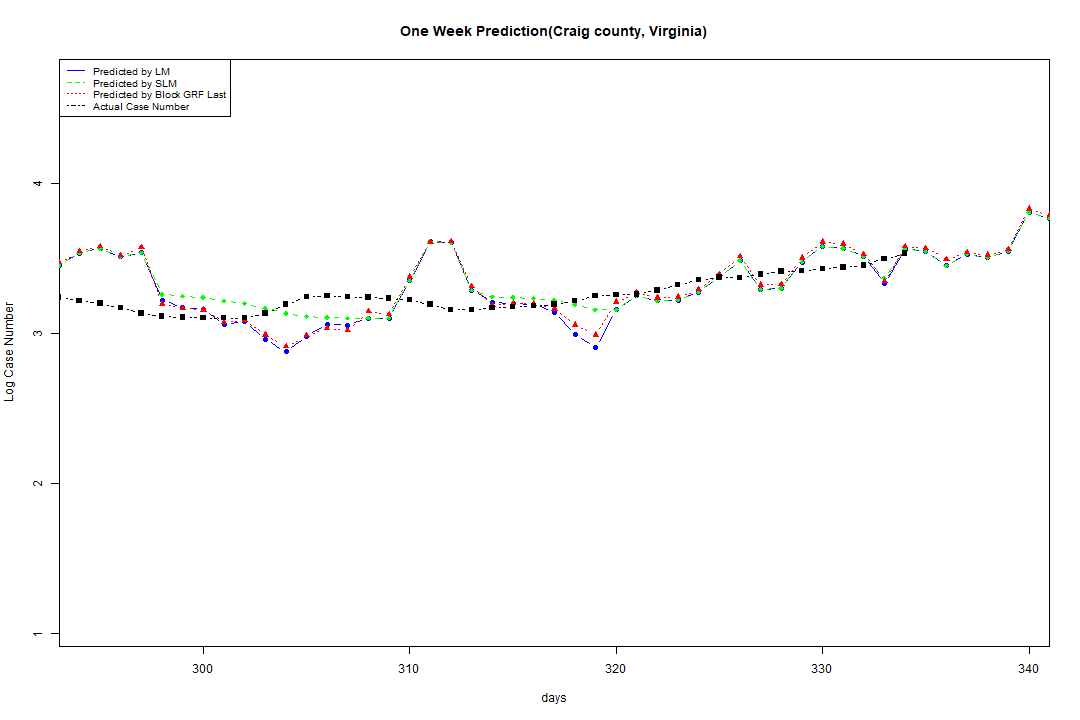 One Week Prediction(Craig county, Virginia)
Predicted by LM
Predicted by SLM
Predicted by Block GRF Last
Actual Case Number
4
3
2
1
Log Case Number
300 310 320 330 340
days